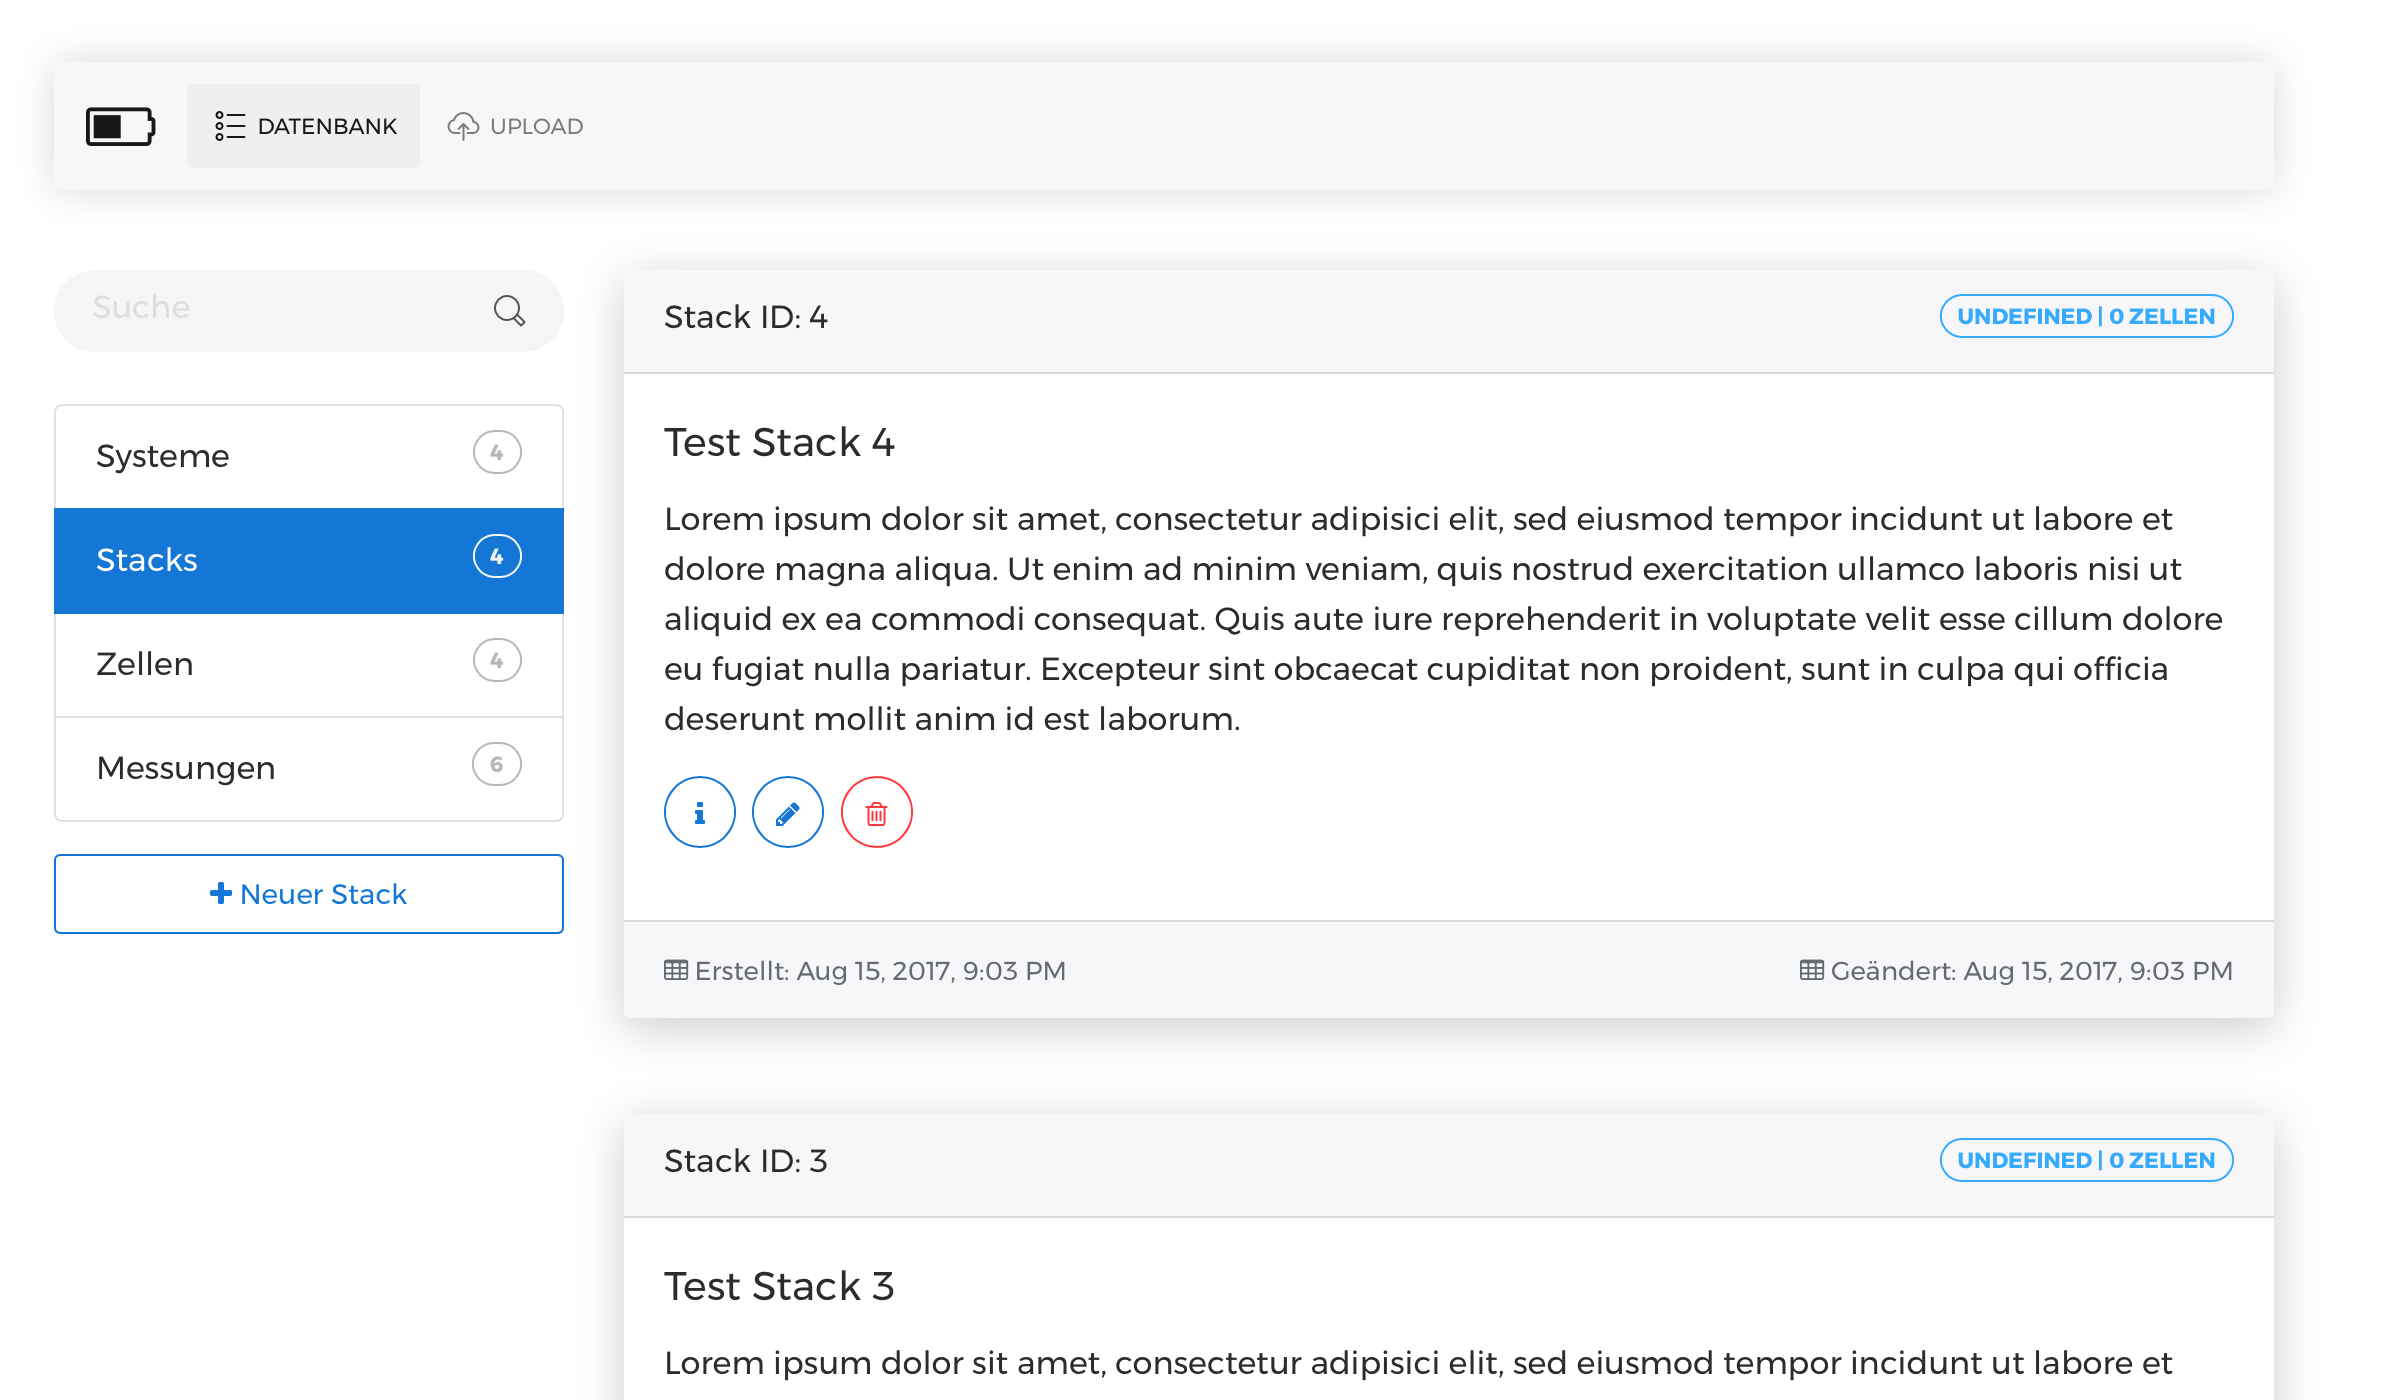 DATENBANK
UPLOAD
Suche
Systeme 4
Stacks 4
Zellen 4
Messungen 6
Neuer Stack
Stack ID: 4
UNDEFINED | 0 ZELLEN
Test Stack 4
Lorem ipsum dolor sit amet, consectetur adipisici elit, sed eiusmod tempor incidunt ut labore et
dolore magna aliqua. Ut enim ad minim veniam, quis nostrud exercitation ullamco laboris nisi ut
aliquid ex ea commodi consequat. Quis aute iure reprehenderit in voluptate velit esse cillum dolore
eu fugiat nulla pariatur. Excepteur sint obcaecat cupiditat non proident, sunt in culpa qui officia
deserunt mollit anim id est laborum.
Erstellt: Aug 15, 2017, 9:03 PM
Geändert: Aug 15, 2017, 9:03 PM
Stack ID: 3
UNDEFINED | 0 ZELLEN
Test Stack 3
Lorem ipsum dolor sit amet, consectetur adipisici elit, sed eiusmod tempor incidunt ut labore et